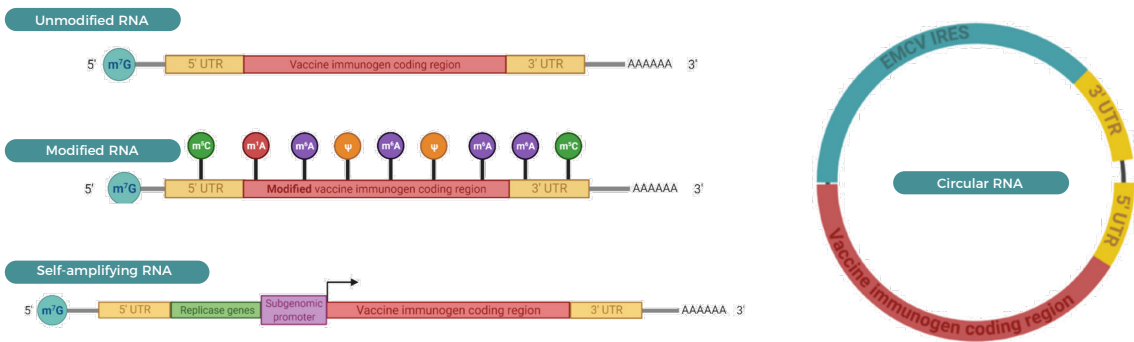 Unmodified RNA
5' m⁷G 5' UTR Vaccine immunogen coding region 3' UTR AAAAAA 3'
Modified RNA
m⁵C m¹A m⁶A ψ m⁶A ψ m⁶A m⁶A m⁵C
5' m⁷G 5' UTR Modified vaccine immunogen coding region 3' UTR AAAAAA 3'
Self-amplifying RNA
5' m⁷G 5' UTR Replicase genes Subgenomic promoter Vaccine immunogen coding region 3' UTR AAAAAA 3'
EMCV IRES
3' UTR
Circular RNA
5' UTR
Vaccine immunogen coding region